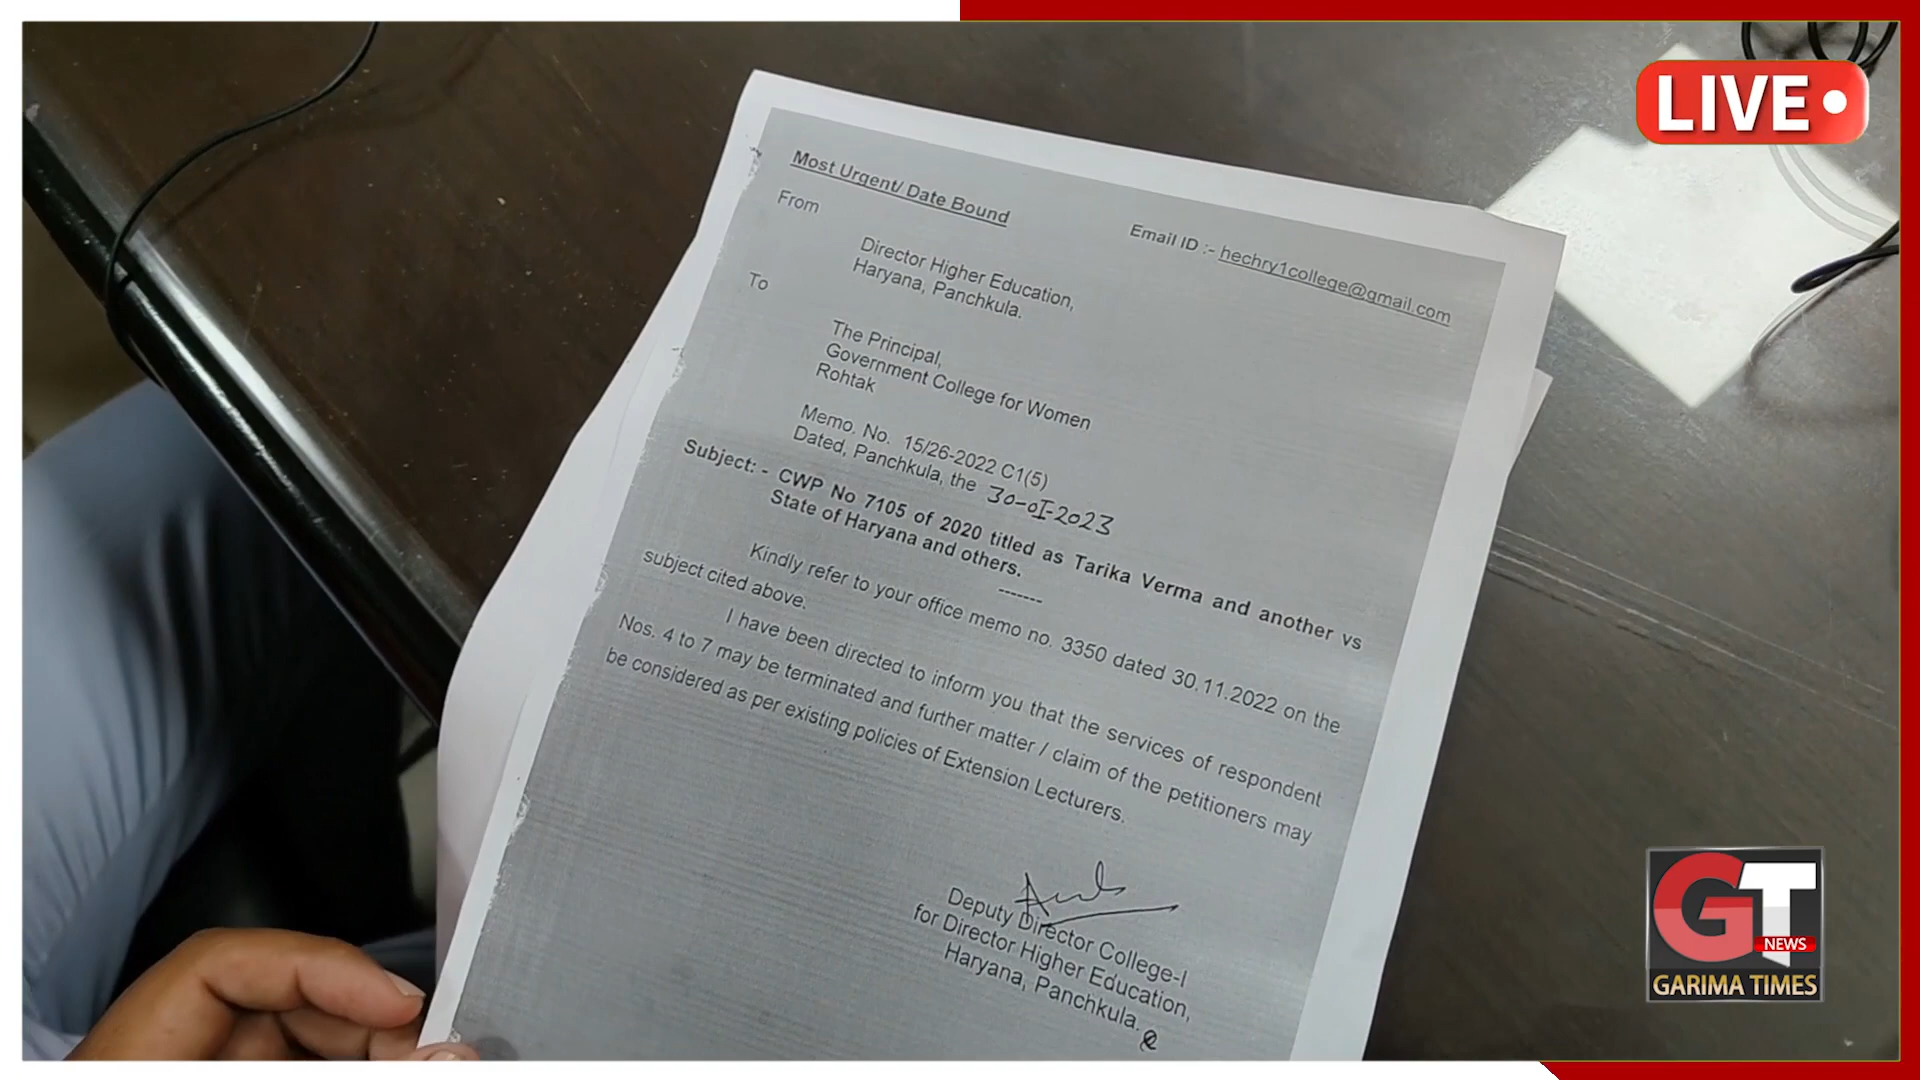 LIVE
Most Urgent/ Date Bound
Email ID :- hechry1college@gmail.com
From
Director Higher Education,
Haryana, Panchkula.
To
The Principal,
Government College for Women
Rohtak
Memo, No. 15/26-2022 C1(5)
Dated, Panchkula, the 30-01-2023
Subject: - CWP No 7105 of 2020 titled as Tarika Verma and another vs
State of Haryana and others.
-------
Kindly refer to your office memo no. 3350 dated 30.11.2022 on the
subject cited above.
I have been directed to inform you that the services of respondent
Nos. 4 to 7 may be terminated and further matter / claim of the petitioners may
be considered as per existing policies of Extension Lecturers.
Deputy Director College-I
for Director Higher Education,
Haryana, Panchkula.
GT
NEWS
GARIMA TIMES